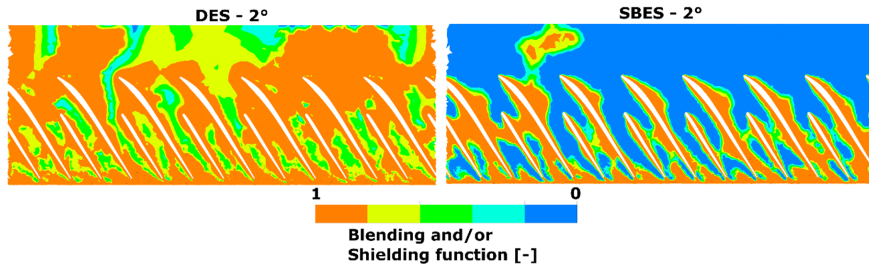 DES - 2°
SBES - 2°
1
0
Blending and/or
Shielding function [-]